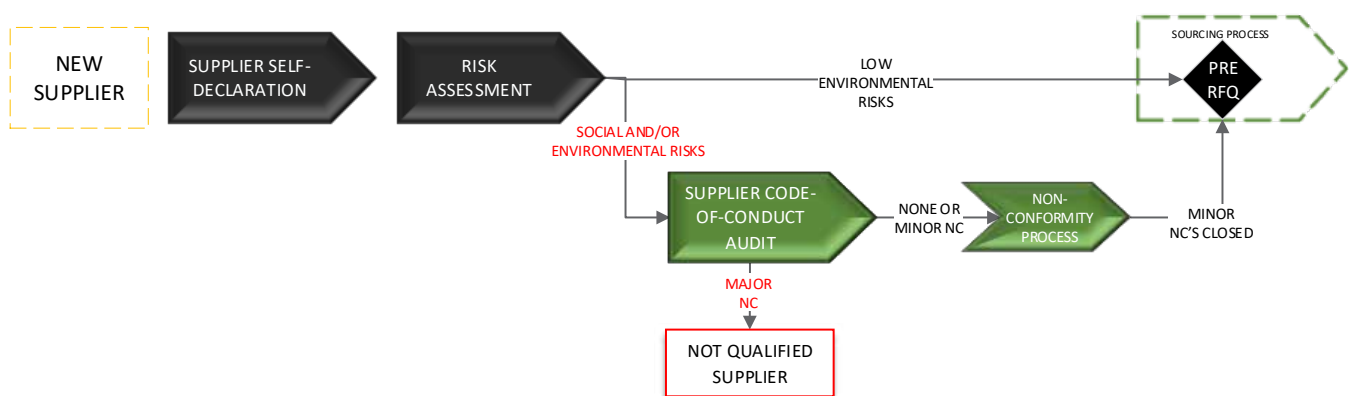 NEW
SUPPLIER
SUPPLIER SELF-
DECLARATION
RISK
ASSESSMENT
LOW
ENVIRONMENTAL
RISKS
SOURCING PROCESS
PRE
RFQ
SOCIAL AND/OR
ENVIRONMENTAL RISKS
SUPPLIER CODE-
OF-CONDUCT
AUDIT
NONE OR
MINOR NC
NON-
CONFORMITY
PROCESS
MINOR
NC'S CLOSED
MAJOR
NC
NOT QUALIFIED
SUPPLIER